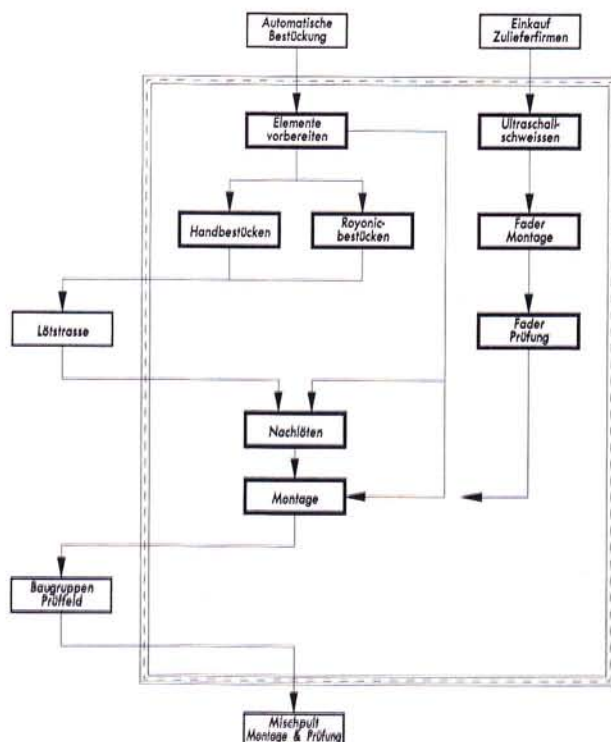 Automatische
Bestückung
Einkauf
Zulieferfirmen
Elemente
vorbereiten
Ultraschall-
schweissen
Handbestücken
Royonic-
bestücken
Fader
Montage
Lötstrasse
Fader
Prüfung
Nachlöten
Montage
Baugruppen
Prüffeld
Mischpult
Montage & Prüfung